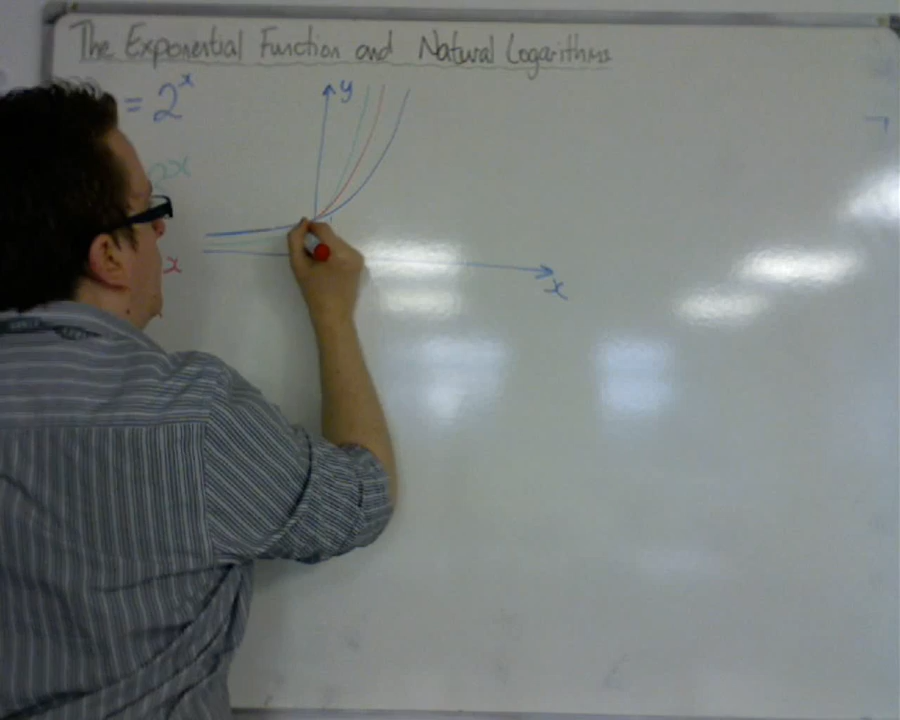 The Exponential Function and Natural Logarithms
= 2^x
y
x
x
x